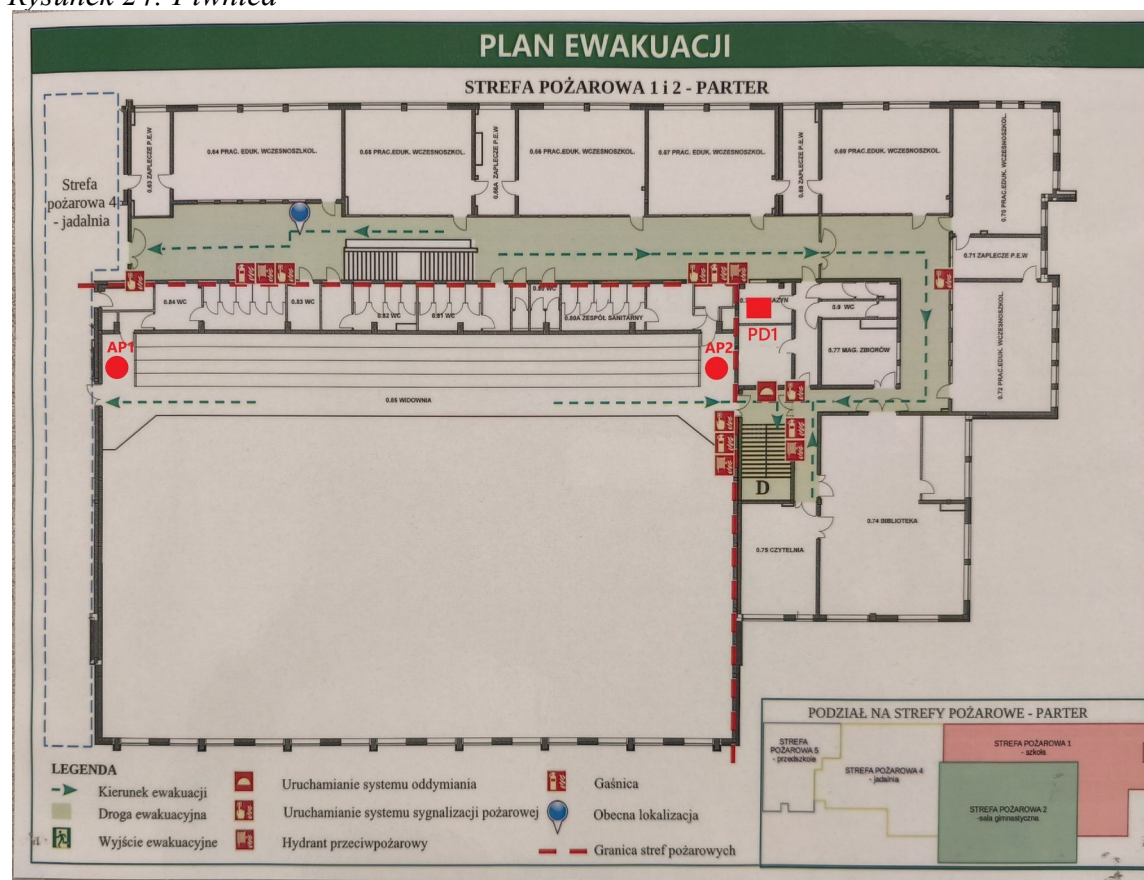 Rysunek 24: Piwnica
PLAN EWAKUACJI
STREFA POŻAROWA 1 i 2 - PARTER
Strefa
pożarowa 4
- jadalnia
0.63 ZAPLECZE P.E.W
0.64 PRAC. EDUK. WCZESNOSZLKOL.
0.65 PRAC.EDUK. WCZESNOSZKOL.
0.66A ZAPLECZE P.E.W
0.66 PRAC. EDUK. WCZESNOSZKOL.
0.67 PRAC. EDUK. WCZESNOSZKOL.
ZAPLECZE P.E.W
PRAC. EDUK. WCZESNOSZKOL.
0.70 PRAC.EDUK. WCZESNOSZKOL.
0.71 ZAPLECZE P.E.W
0.72 PRAC.EDUK. WCZESNOSZKOL.
0.84 WC
0.83 WC
0.82 WC
0.81 WC
WC
0.80A ZESPÓŁ SANITARNY
0.9 WC
PD1
0.77 MAG. ZBIORÓW
AP1
AP2
0.85 WIDOWNIA
D
0.74 BIBLIOTEKA
0.75 CZYTELNIA
LEGENDA
Kierunek ewakuacji
Droga ewakuacyjna
Wyjście ewakuacyjne
Uruchamianie systemu oddymiania
Uruchamianie systemu sygnalizacji pożarowej
Hydrant przeciwpożarowy
Gaśnica
Obecna lokalizacja
Granica stref pożarowych
PODZIAŁ NA STREFY POŻAROWE - PARTER
STREFA
POŻAROWA 5
- przedszkole
STREFA POŻAROWA 4
- jadalnia
STREFA POŻAROWA 1
- szkoła
STREFA POŻAROWA 2
-sala gimnastyczna